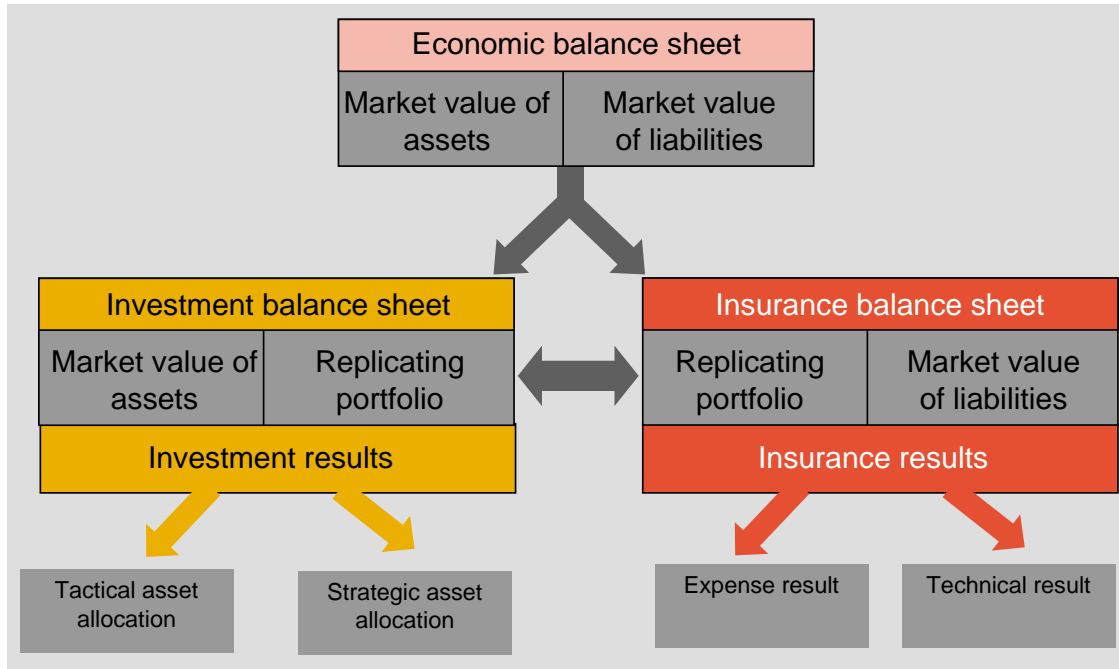 Economic balance sheet
Market value of
assets
Market value
of liabilities
Investment balance sheet
Market value of
assets
Replicating
portfolio
Investment results
Insurance balance sheet
Replicating
portfolio
Market value
of liabilities
Insurance results
Tactical asset
allocation
Strategic asset
allocation
Expense result
Technical result